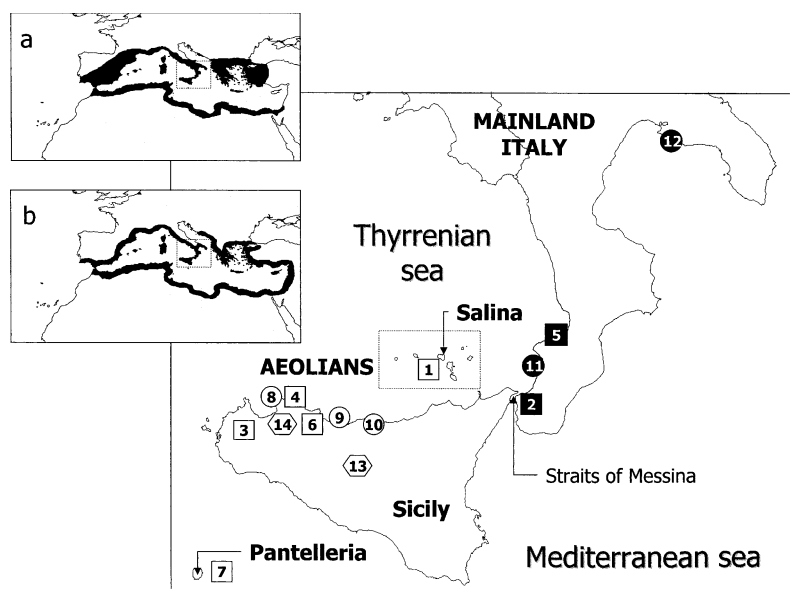 a
MAINLAND
ITALY
12
Thyrrenian
sea
b
Salina
5
AEOLIANS
1
11
8
4
2
9
3
14
6
10
13
Straits of Messina
Sicily
Pantelleria
7
Mediterranean sea